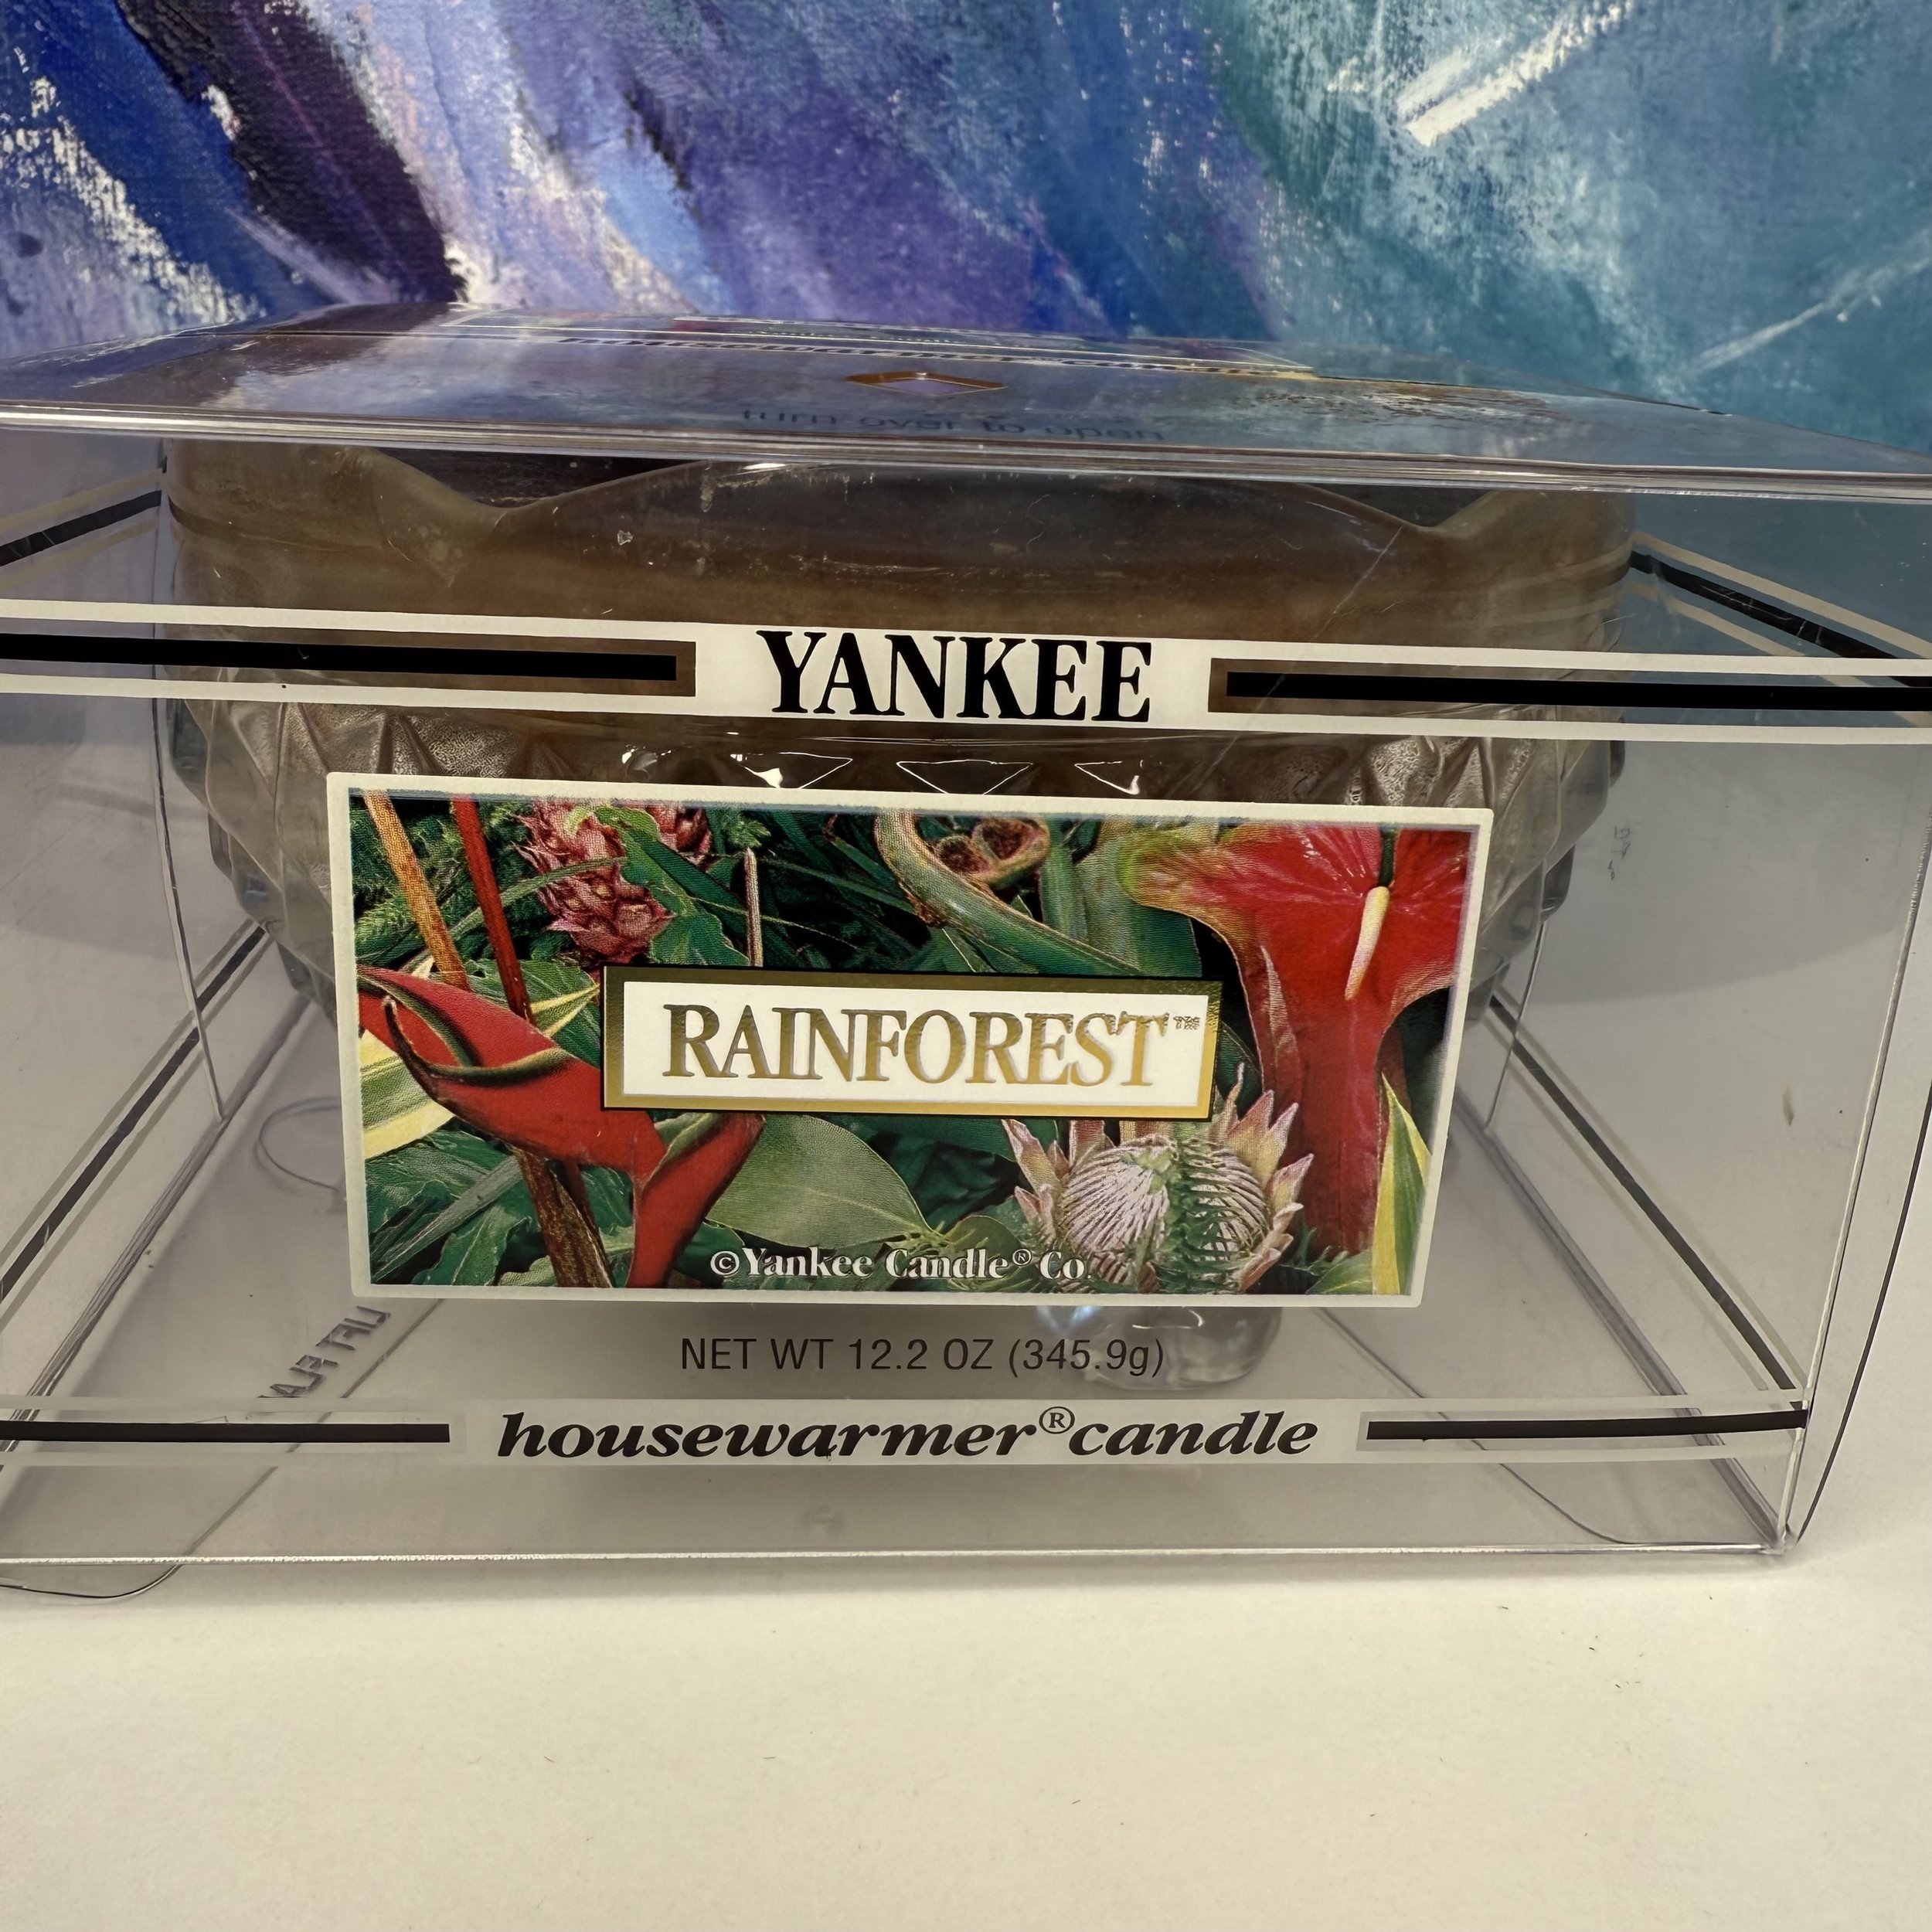 turn over to open
YANKEE
RAINFOREST™
©Yankee Candle® Co.
NET WT 12.2 OZ (345.9g)
housewarmer®candle